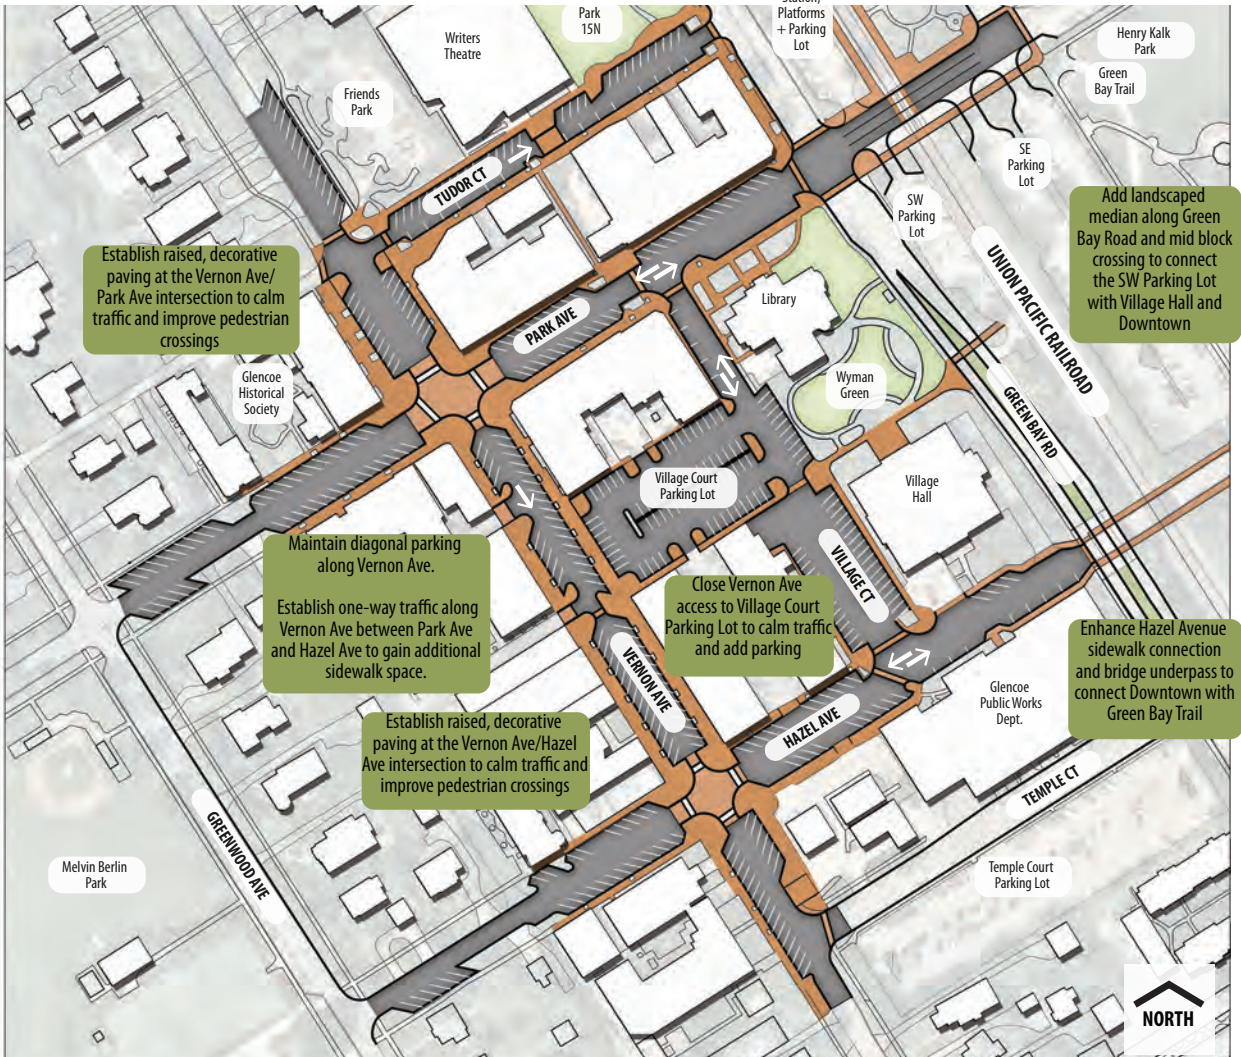 Park
15N
Station,
Platforms
+ Parking
Lot
Writers
Theatre
Henry Kalk
Park
Green
Bay Trail
Friends
Park
SE
Parking
Lot
TUDOR CT
SW
Parking
Lot
Add landscaped
median along Green
Bay Road and mid block
crossing to connect
the SW Parking Lot
with Village Hall and
Downtown
Establish raised, decorative
paving at the Vernon Ave/
Park Ave intersection to calm
traffic and improve pedestrian
crossings
UNION PACIFIC RAILROAD
Library
PARK AVE
Glencoe
Historical
Society
Wyman
Green
GREEN BAY RD
Village Court
Parking Lot
Village
Hall
Maintain diagonal parking
along Vernon Ave.
Establish one-way traffic along
Vernon Ave between Park Ave
and Hazel Ave to gain additional
sidewalk space.
VILLAGE CT
Close Vernon Ave
access to Village Court
Parking Lot to calm traffic
and add parking
VERNON AVE
Enhance Hazel Avenue
sidewalk connection
and bridge underpass to
connect Downtown with
Green Bay Trail
Glencoe
Public Works
Dept.
HAZEL AVE
Establish raised, decorative
paving at the Vernon Ave/Hazel
Ave intersection to calm traffic and
improve pedestrian crossings
TEMPLE CT
GREENWOOD AVE
Melvin Berlin
Park
Temple Court
Parking Lot
NORTH